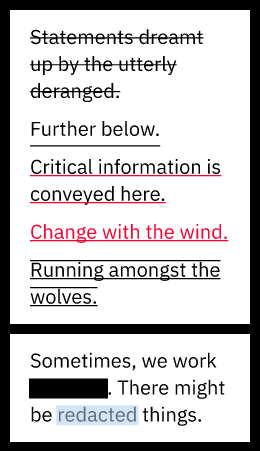 Statements dreamt
up by the utterly
deranged.
Further below.
Critical information is
conveyed here.
Change with the wind.
Running amongst the
wolves.
Sometimes, we work
. There might
be redacted things.